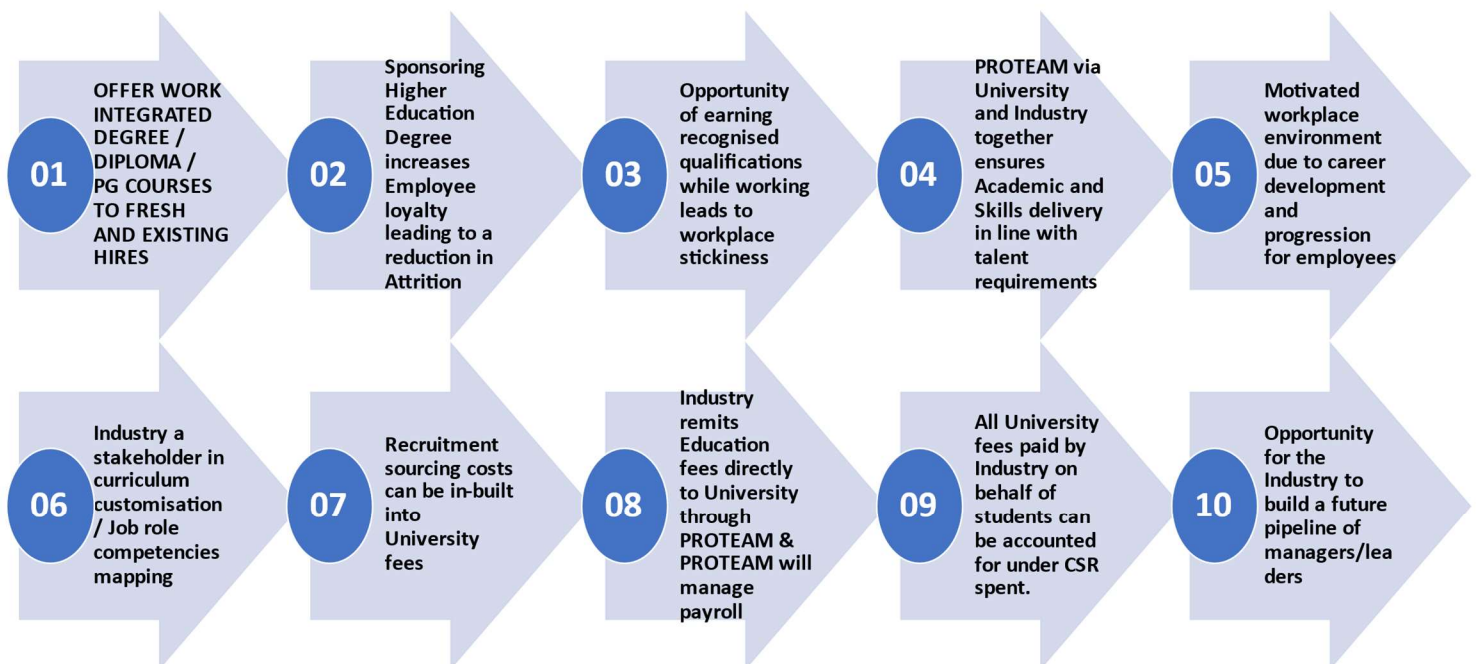 01
OFFER WORK
INTEGRATED
DEGREE /
DIPLOMA /
PG COURSES
TO FRESH
AND EXISTING
HIRES
02
Sponsoring
Higher
Education
Degree
increases
Employee
loyalty
leading to a
reduction in
Attrition
03
Opportunity
of earning
recognised
qualifications
while working
leads to
workplace
stickiness
04
PROTEAM via
University
and Industry
together
ensures
Academic and
Skills delivery
in line with
talent
requirements
05
Motivated
workplace
environment
due to career
development
and
progression
for employees
06
Industry a
stakeholder in
curriculum
customisation
/ Job role
competencies
mapping
07
Recruitment
sourcing costs
can be in-built
into
University
fees
08
Industry
remits
Education
fees directly
to University
through
PROTEAM &
PROTEAM will
manage
payroll
09
All University
fees paid by
Industry on
behalf of
students can
be accounted
for under CSR
spent.
10
Opportunity
for the
Industry to
build a future
pipeline of
managers/lea
ders